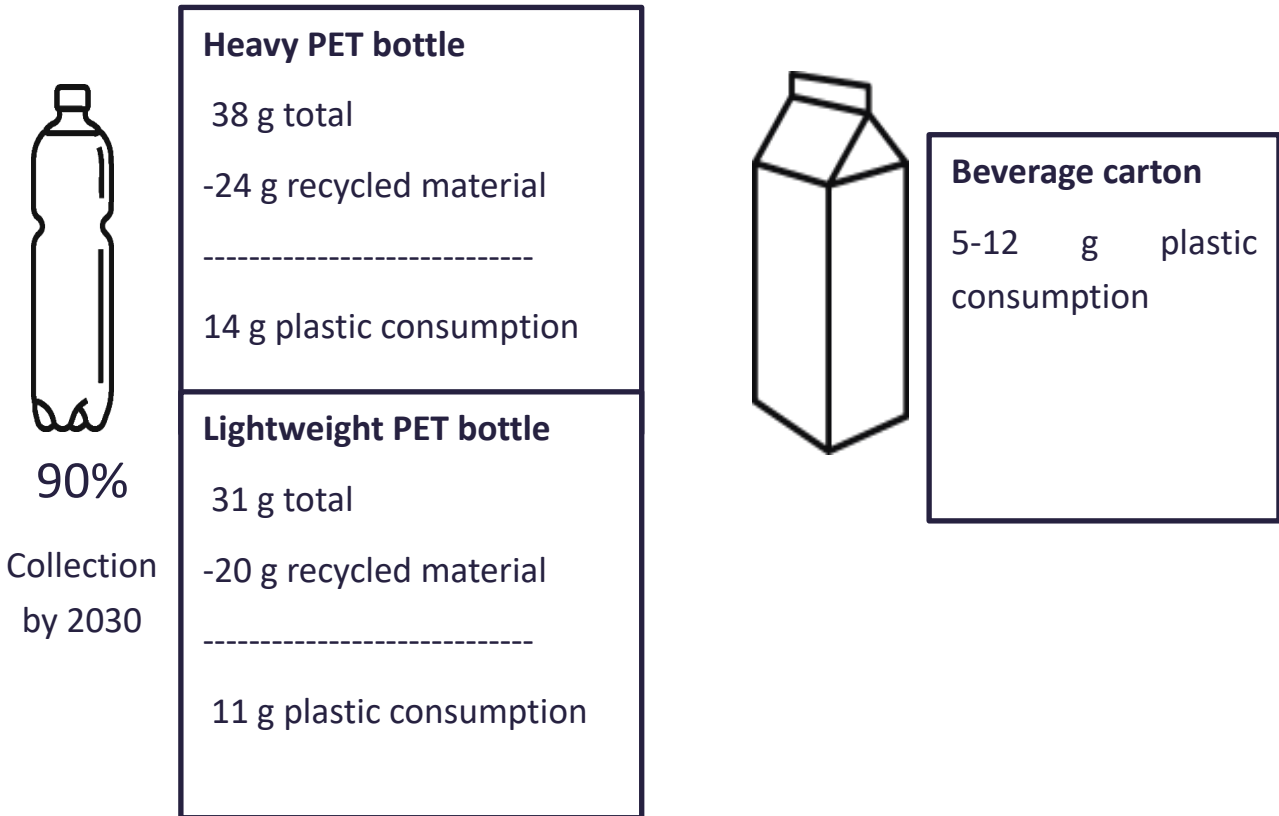 Heavy PET bottle
38 g total
-24 g recycled material
-----------------------------
14 g plastic consumption
90%
Collection
by 2030
Lightweight PET bottle
31 g total
-20 g recycled material
-----------------------------
11 g plastic consumption
Beverage carton
5-12 g plastic
consumption